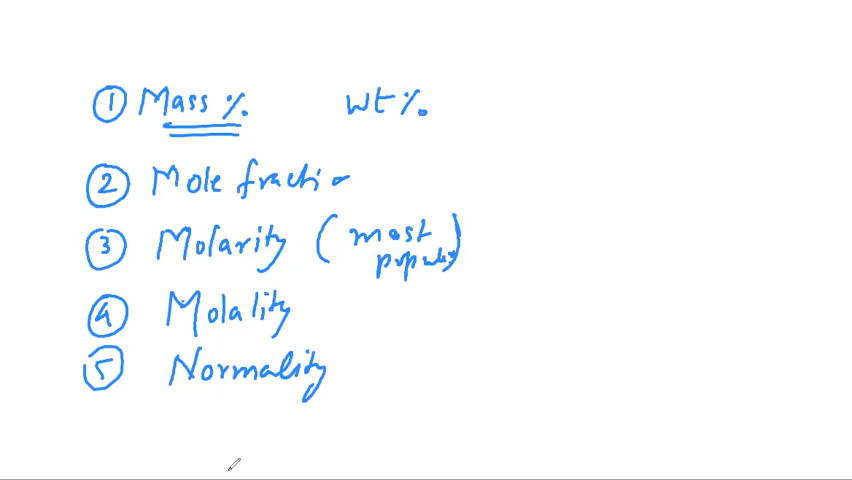 ① Mass % wt %
② Mole fractio
③ Molarity (most popular)
④ Molality
⑤ Normality